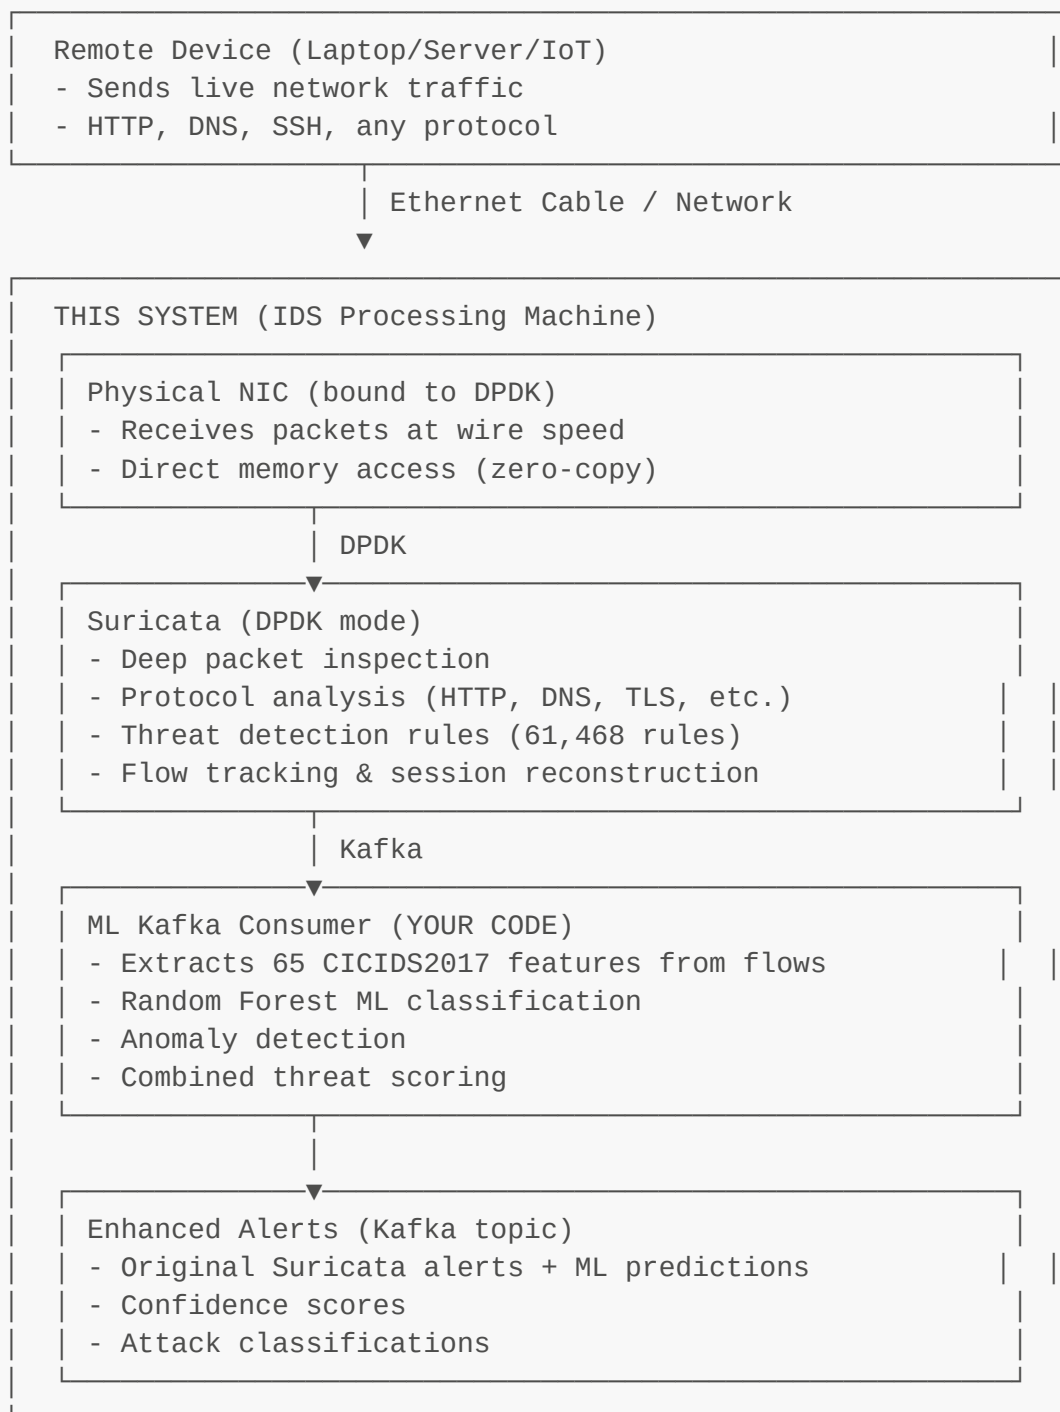 Remote Device (Laptop/Server/IoT)
- Sends live network traffic
- HTTP, DNS, SSH, any protocol
Ethernet Cable / Network
THIS SYSTEM (IDS Processing Machine)
Physical NIC (bound to DPDK)
- Receives packets at wire speed
- Direct memory access (zero-copy)
DPDK
Suricata (DPDK mode)
- Deep packet inspection
- Protocol analysis (HTTP, DNS, TLS, etc.)
- Threat detection rules (61,468 rules)
- Flow tracking & session reconstruction
Kafka
ML Kafka Consumer (YOUR CODE)
- Extracts 65 CICIDS2017 features from flows
- Random Forest ML classification
- Anomaly detection
- Combined threat scoring
Enhanced Alerts (Kafka topic)
- Original Suricata alerts + ML predictions
- Confidence scores
- Attack classifications